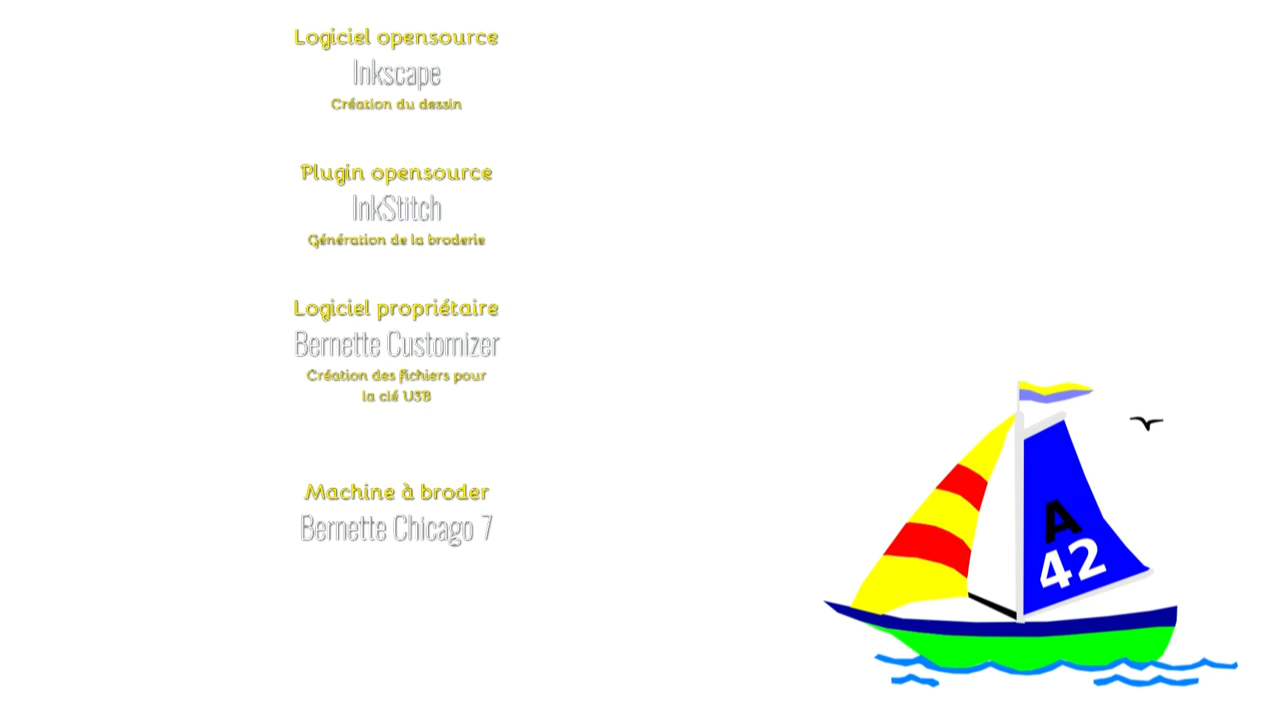 Logiciel opensource
Inkscape
Création du dessin
Plugin opensource
InkStitch
Génération de la broderie
Logiciel propriétaire
Bernette Customizer
Création des fichiers pour
la clé USB
Machine à broder
Bernette Chicago 7
A
42